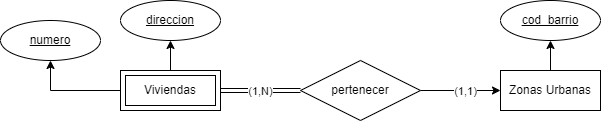 direccion
cod_barrio
numero
Viviendas
(1,N)
pertenecer
(1,1)
Zonas Urbanas